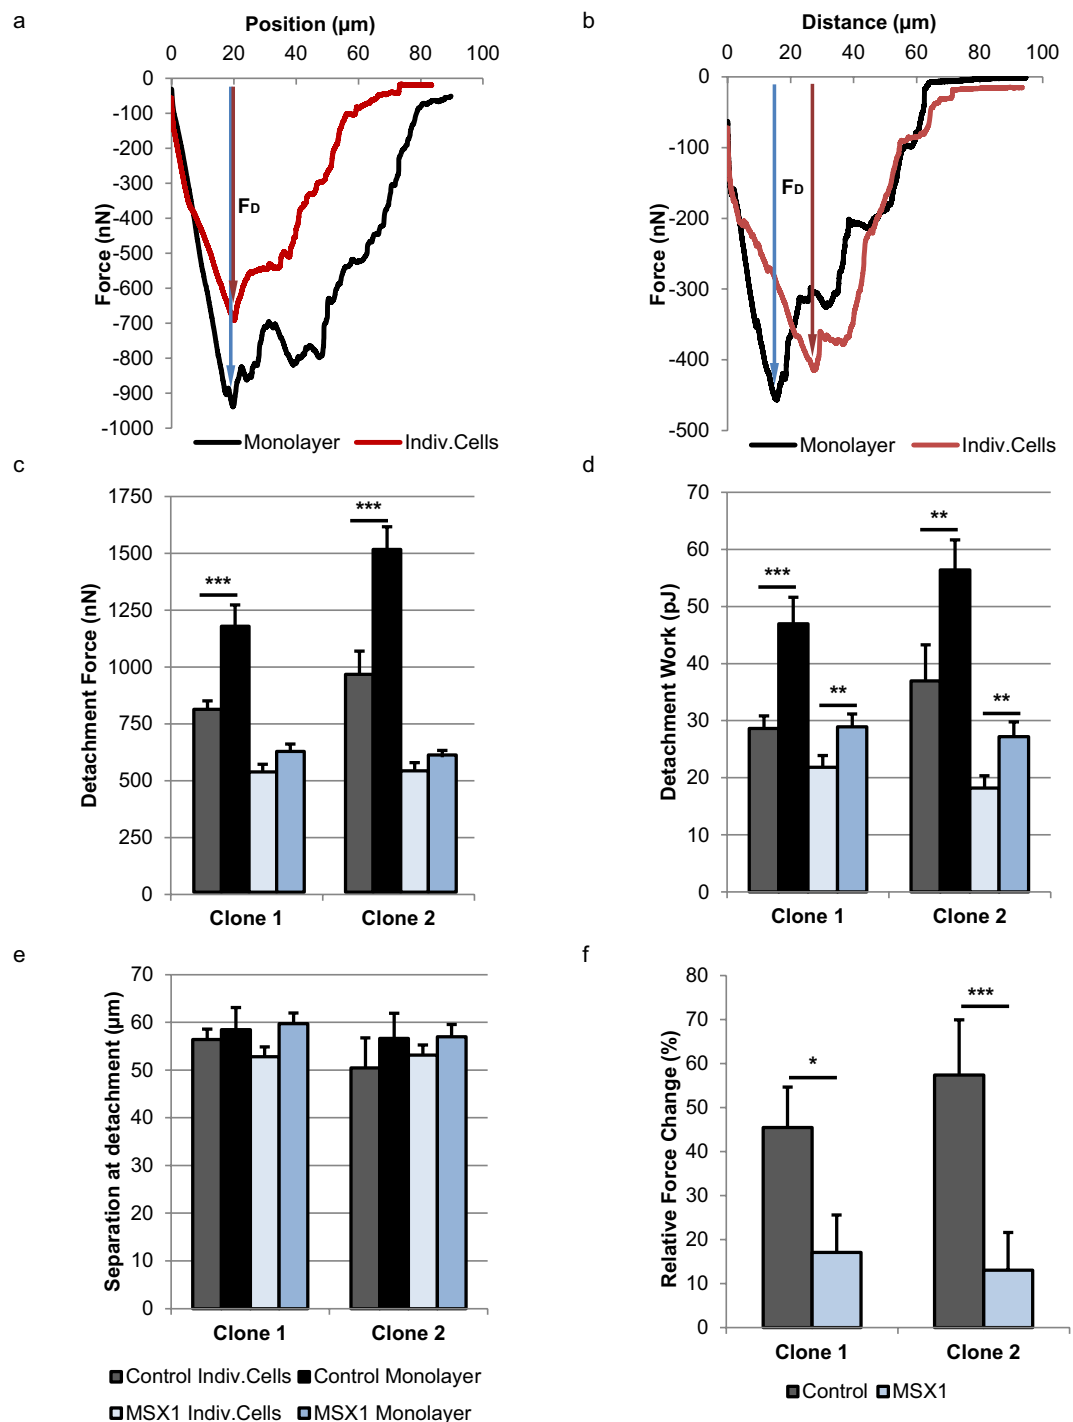 a
Position (µm)
0 20 40 60 80 100
0
-100
-200
-300
-400
-500
-600
-700
-800
-900
-1000
Force (nN)
FD
Monolayer Indiv.Cells
b
Distance (µm)
0 20 40 60 80 100
0
-100
-200
-300
-400
-500
Force (nN)
FD
Monolayer Indiv.Cells
c
1750
1500
1250
1000
750
500
250
0
Detachment Force (nN)
***
***
Clone 1 Clone 2
d
70
60
50
40
30
20
10
0
Detachment Work (pJ)
***
**
**
**
Clone 1 Clone 2
e
70
60
50
40
30
20
10
0
Separation at detachment (µm)
Clone 1 Clone 2
Control Indiv.Cells Control Monolayer
MSX1 Indiv.Cells MSX1 Monolayer
f
80
70
60
50
40
30
20
10
0
Relative Force Change (%)
*
***
Clone 1 Clone 2
Control MSX1